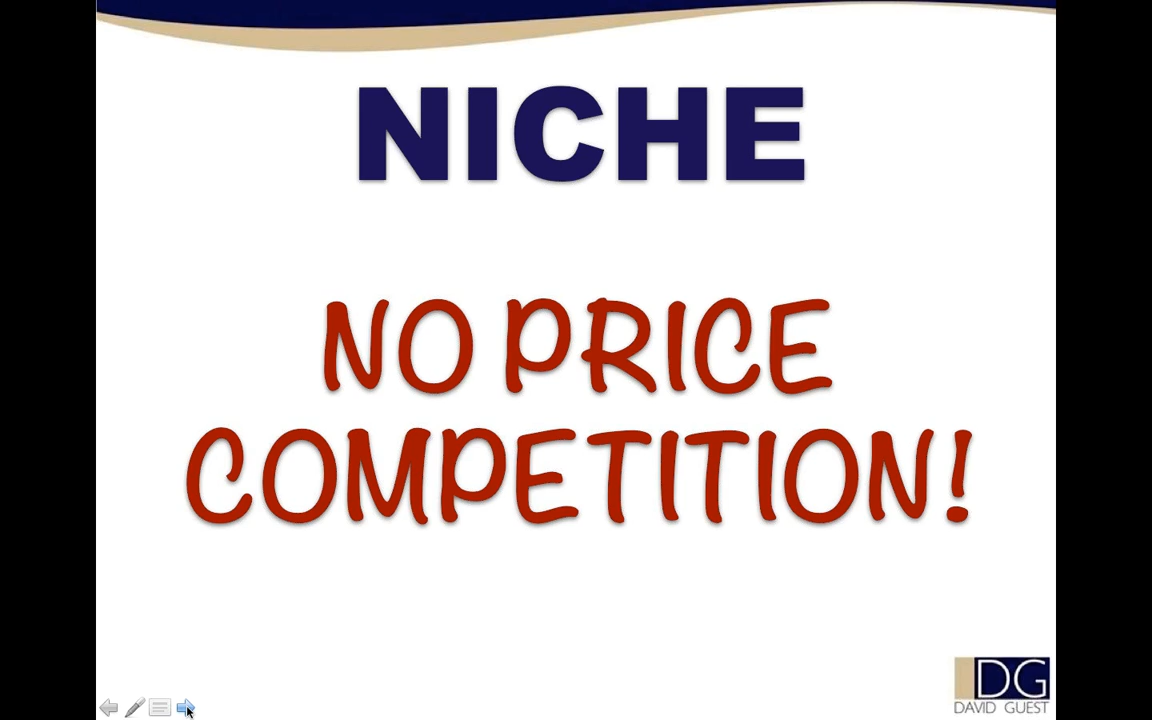 NICHE
NO PRICE
COMPETITION!
DG
DAVID GUEST